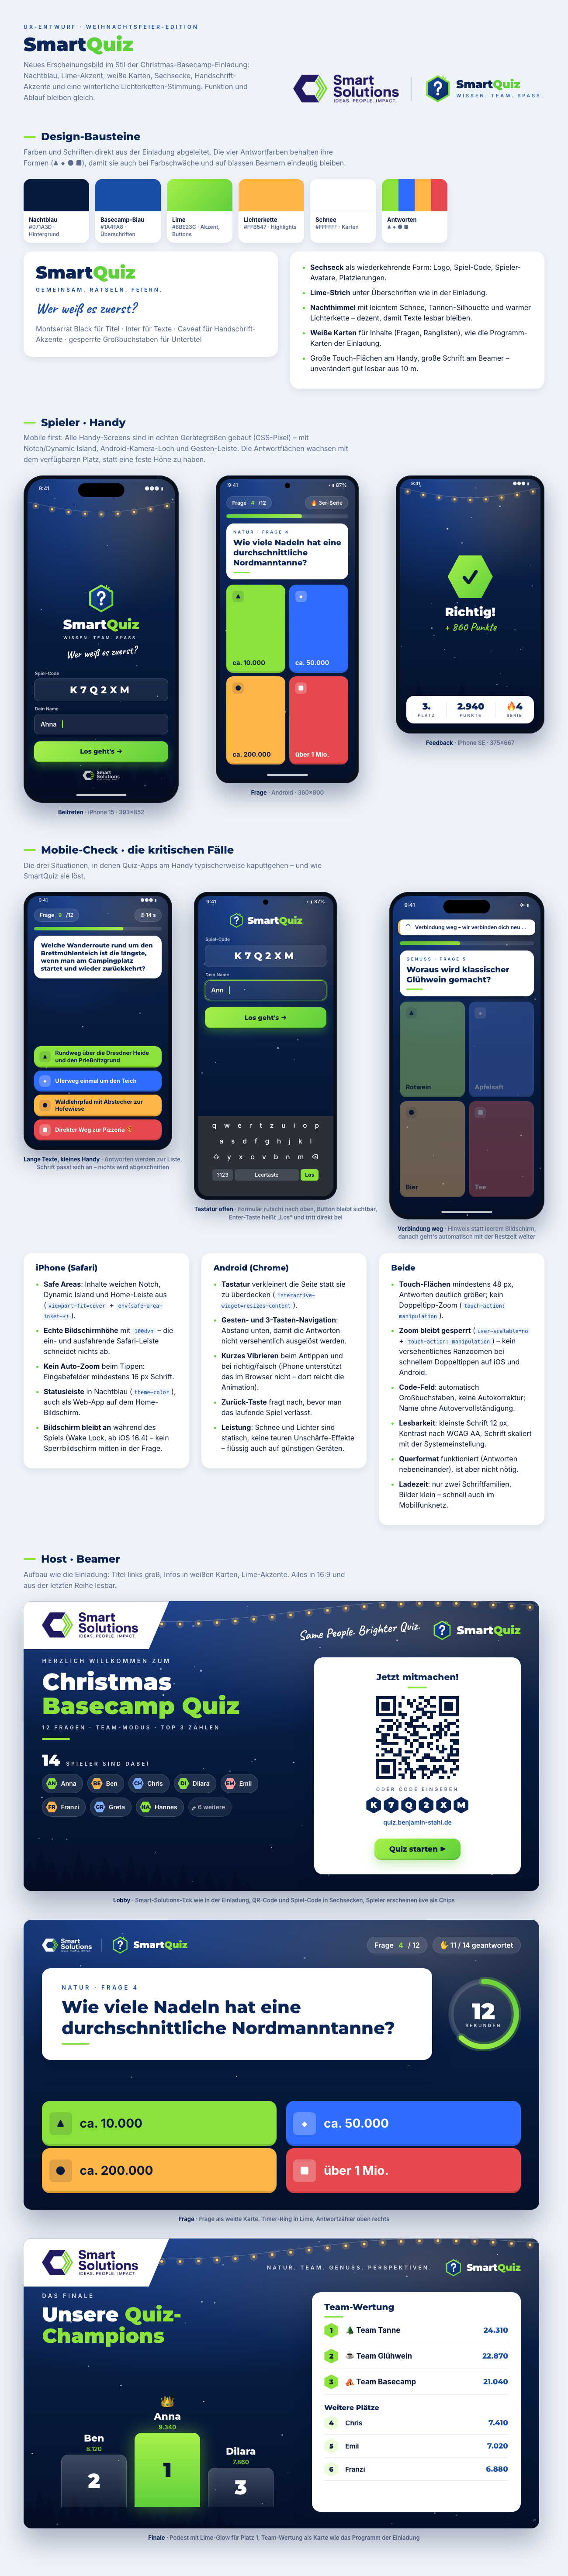 UX-ENTWURF · WEIHNACHTSFEIER-EDITION
SmartQuiz
Neues Erscheinungsbild im Stil der Christmas-Basecamp-Einladung:
Nachtblau, Lime-Akzent, weiße Karten, Sechsecke, Handschrift-
Akzente und eine winterliche Lichterketten-Stimmung. Funktion und
Ablauf bleiben gleich.
Smart
Solutions
IDEAS. PEOPLE. IMPACT.
SmartQuiz
WISSEN. TEAM. SPASS.
Design-Bausteine
Farben und Schriften direkt aus der Einladung abgeleitet. Die vier Antwortfarben behalten ihre
Formen (▲ ◆ ● ■), damit sie auch bei Farbschwäche und auf blassen Beamern eindeutig bleiben.
Nachtblau
#071A3D ·
Hintergrund
Basecamp-Blau
#1A4FA8 ·
Überschriften
Lime
#8BE23C · Akzent,
Buttons
Lichterkette
#FFB547 · Highlights
Schnee
#FFFFFF · Karten
Antworten
▲ ◆ ● ■
SmartQuiz
GEMEINSAM. RÄTSELN. FEIERN.
Wer weiß es zuerst?
Montserrat Black für Titel · Inter für Texte · Caveat für Handschrift-
Akzente · gesperrte Großbuchstaben für Untertitel
Sechseck als wiederkehrende Form: Logo, Spiel-Code, Spieler-
Avatare, Platzierungen.
Lime-Strich unter Überschriften wie in der Einladung.
Nachthimmel mit leichtem Schnee, Tannen-Silhouette und warmer
Lichterkette – dezent, damit Texte lesbar bleiben.
Weiße Karten für Inhalte (Fragen, Ranglisten), wie die Programm-
Karten der Einladung.
Große Touch-Flächen am Handy, große Schrift am Beamer –
unverändert gut lesbar aus 10 m.
Spieler · Handy
Mobile first: Alle Handy-Screens sind in echten Gerätegrößen gebaut (CSS-Pixel) – mit
Notch/Dynamic Island, Android-Kamera-Loch und Gesten-Leiste. Die Antwortflächen wachsen mit
dem verfügbaren Platz, statt eine feste Höhe zu haben.
9:41
SmartQuiz
WISSEN. TEAM. SPASS.
Wer weiß es zuerst?
Spiel-Code
K7Q2XM
Dein Name
Anna
Los geht's →
Smart
Solutions
Beitreten · iPhone 15 · 393×852
9:41
87%
Frage 4 /12
🔥 3er-Serie
NATUR · FRAGE 4
Wie viele Nadeln hat eine
durchschnittliche
Nordmanntanne?
ca. 10.000
ca. 50.000
ca. 200.000
über 1 Mio.
Frage · Android · 360×800
9:41
Richtig!
+ 860 Punkte
3.
PLATZ
2.940
PUNKTE
🔥4
SERIE
Feedback · iPhone SE · 375×667
Mobile-Check · die kritischen Fälle
Die drei Situationen, in denen Quiz-Apps am Handy typischerweise kaputtgehen – und wie
SmartQuiz sie löst.
9:41
Frage 8 /12
14 s
Welche Wanderroute rund um den
Brettmühlenteich ist die längste,
wenn man am Campingplatz
startet und wieder zurückkehrt?
Rundweg über die Dresdner Heide
und den Prießnitzgrund
Uferweg einmal um den Teich
Waldlehrpfad mit Abstecher zur
Hofewiese
Direkter Weg zur Pizzeria
Lange Texte, kleines Handy · Antworten werden zur Liste,
Schrift passt sich an – nichts wird abgeschnitten
9:41
87%
SmartQuiz
Spiel-Code
K7Q2XM
Dein Name
Ann
Los geht's →
q w e r t z u i o p
a s d f g h j k l
y x c v b n m
?123
Leertaste
Los
Tastatur offen · Formular rutscht nach oben, Button bleibt sichtbar,
Enter-Taste heißt „Los" und tritt direkt bei
9:41
Verbindung weg – wir verbinden dich neu ...
GENUSS · FRAGE 5
Woraus wird klassischer
Glühwein gemacht?
Rotwein
Apfelsaft
Bier
Tee
Verbindung weg · Hinweis statt leerem Bildschirm,
danach geht's automatisch mit der Restzeit weiter
iPhone (Safari)
Safe Areas: Inhalte weichen Notch,
Dynamic Island und Home-Leiste aus
( viewport-fit=cover + env(safe-area-
inset-*) ).
Echte Bildschirmhöhe mit 100dvh – die
ein- und ausfahrende Safari-Leiste
schneidet nichts ab.
Kein Auto-Zoom beim Tippen:
Eingabefelder mindestens 16 px Schrift.
Statusleiste in Nachtblau ( theme-color ),
auch als Web-App auf dem Home-
Bildschirm.
Bildschirm bleibt an während des
Spiels (Wake Lock, ab iOS 16.4) – kein
Sperrbildschirm mitten in der Frage.
Android (Chrome)
Tastatur verkleinert die Seite statt sie
zu überdecken ( interactive-
widget=resizes-content ).
Gesten- und 3-Tasten-Navigation:
Abstand unten, damit die Antworten
nicht versehentlich ausgelöst werden.
Kurzes Vibrieren beim Antippen und
bei richtig/falsch (iPhone unterstützt
das im Browser nicht – dort reicht die
Animation).
Zurück-Taste fragt nach, bevor man
das laufende Spiel verlässt.
Leistung: Schnee und Lichter sind
statisch, keine teuren Unschärfe-Effekte
– flüssig auch auf günstigen Geräten.
Beide
Touch-Flächen mindestens 48 px,
Antworten deutlich größer; kein
Doppeltipp-Zoom ( touch-action:
manipulation ).
Zoom bleibt gesperrt ( user-scalable=no
+ touch-action: manipulation ) – kein
versehentliches Ranzoomen bei
schnellem Doppeltippen auf iOS und
Android.
Code-Feld: automatisch
Großbuchstaben, keine Autokorrektur;
Name ohne Autovervollständigung.
Lesbarkeit: kleinste Schrift 12 px,
Kontrast nach WCAG AA, Schrift skaliert
mit der Systemeinstellung.
Querformat funktioniert (Antworten
nebeneinander), ist aber nicht nötig.
Ladezeit: nur zwei Schriftfamilien,
Bilder klein – schnell auch im
Mobilfunknetz.
Host · Beamer
Aufbau wie die Einladung: Titel links groß, Infos in weißen Karten, Lime-Akzente. Alles in 16:9 und
aus der letzten Reihe lesbar.
Smart
Solutions
IDEAS. PEOPLE. IMPACT.
Same People. Brighter Quiz.
SmartQuiz
HERZLICH WILLKOMMEN ZUM
Christmas
Basecamp Quiz
12 FRAGEN · TEAM-MODUS · TOP 3 ZÄHLEN
14 SPIELER SIND DABEI
AN Anna
BE Ben
CH Chris
DI Dilara
EM Emil
FR Franzi
GR Greta
HA Hannes
+ 6 weitere
Jetzt mitmachen!
ODER CODE EINGEBEN
K 7 Q 2 X M
quiz.benjamin-stahl.de
Quiz starten ▶
Lobby · Smart-Solutions-Eck wie in der Einladung, QR-Code und Spiel-Code in Sechsecken, Spieler erscheinen live als Chips
Smart
Solutions
SmartQuiz
Frage 4 / 12
✋ 11 / 14 geantwortet
NATUR · FRAGE 4
Wie viele Nadeln hat eine
durchschnittliche Nordmanntanne?
12
SEKUNDEN
ca. 10.000
ca. 50.000
ca. 200.000
über 1 Mio.
Frage · Frage als weiße Karte, Timer-Ring in Lime, Antwortzähler oben rechts
Smart
Solutions
IDEAS. PEOPLE. IMPACT.
NATUR. TEAM. GENUSS. PERSPEKTIVEN.
SmartQuiz
DAS FINALE
Unsere Quiz-
Champions
Anna
9.340
Ben
8.120
Dilara
7.860
1
2
3
Team-Wertung
1 🌲 Team Tanne 24.310
2 ☕ Team Glühwein 22.870
3 ⛺ Team Basecamp 21.040
Weitere Plätze
4 Chris 7.410
5 Emil 7.020
6 Franzi 6.880
Finale · Podest mit Lime-Glow für Platz 1, Team-Wertung als Karte wie das Programm der Einladung